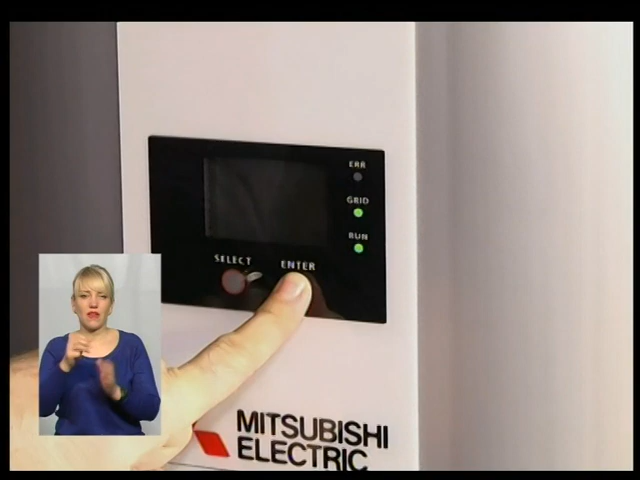 ERR
GRID
RUN
SELECT ENTER
MITSUBISHI
ELECTRIC